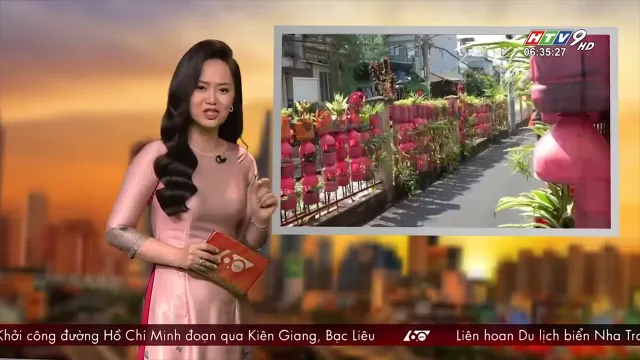 HTV9 HD
06:35:27
Khởi công đường Hồ Chí Minh đoạn qua Kiên Giang, Bạc Liêu
Liên hoan Du lịch biển Nha Tra